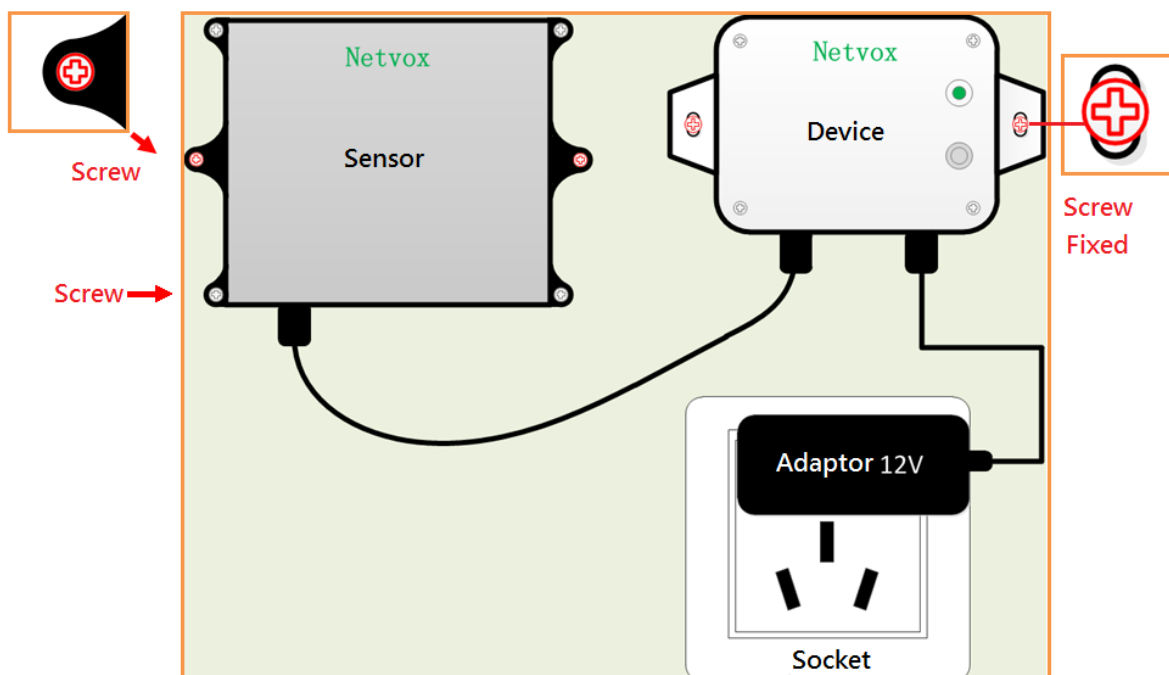 Netvox
Sensor
Screw
Screw
Netvox
Device
Screw
Fixed
Adaptor 12V
Socket